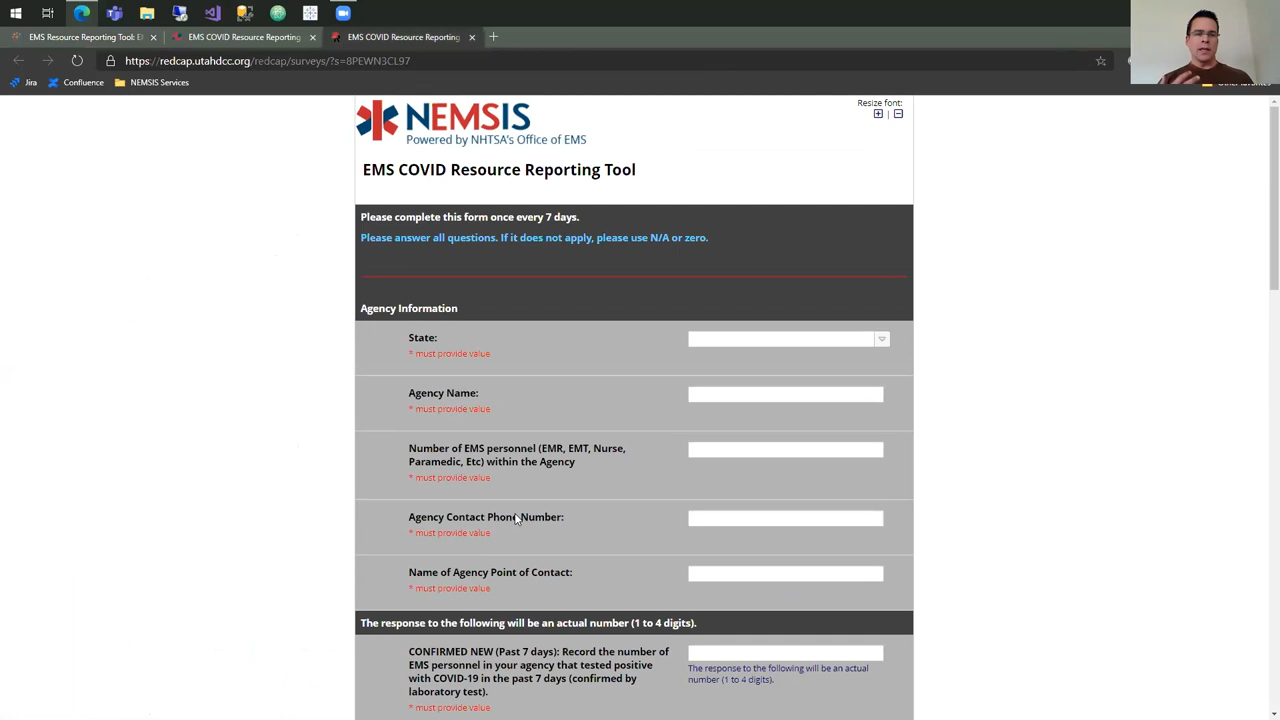 EMS Resource Reporting Tool: E
EMS COVID Resource Reporting
EMS COVID Resource Reporting
https://redcap.utahdcc.org/redcap/surveys/?s=8PEWN3CL97
Jira
Confluence
NEMSIS Services
Resize font:
NEMSIS
Powered by NHTSA's Office of EMS
EMS COVID Resource Reporting Tool
Please complete this form once every 7 days.
Please answer all questions. If it does not apply, please use N/A or zero.
Agency Information
State:
* must provide value
Agency Name:
* must provide value
Number of EMS personnel (EMR, EMT, Nurse,
Paramedic, Etc) within the Agency
* must provide value
Agency Contact Phone Number:
* must provide value
Name of Agency Point of Contact:
* must provide value
The response to the following will be an actual number (1 to 4 digits).
CONFIRMED NEW (Past 7 days): Record the number of
EMS personnel in your agency that tested positive
with COVID-19 in the past 7 days (confirmed by
laboratory test).
* must provide value
The response to the following will be an actual
number (1 to 4 digits).